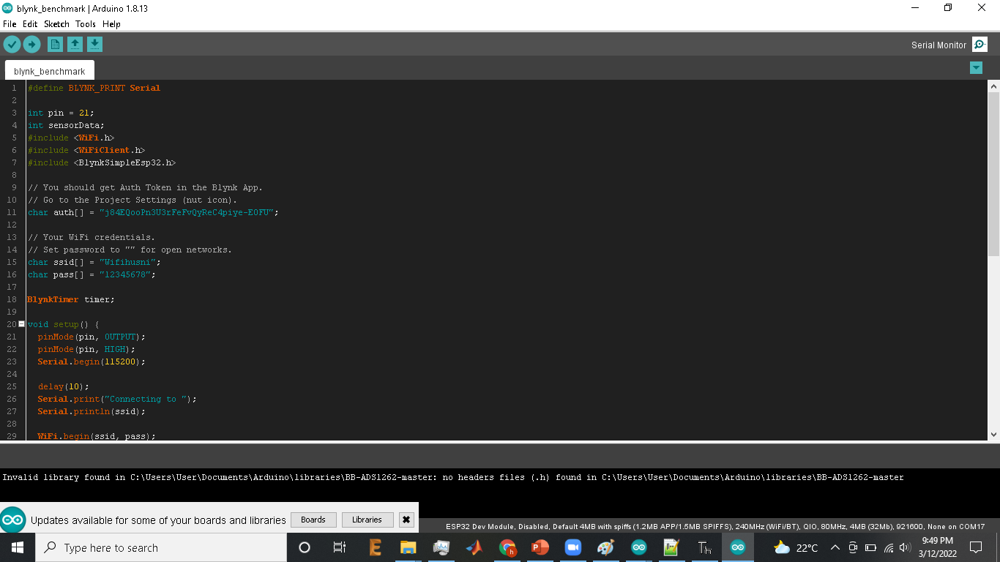 blynk_benchmark | Arduino 1.8.13
File Edit Sketch Tools Help
Serial Monitor
blynk_benchmark
1 #define BLYNK_PRINT Serial
2
3 int pin = 21;
4 int sensorData;
5 #include <WiFi.h>
6 #include <WiFiClient.h>
7 #include <BlynkSimpleEsp32.h>
8
9 // You should get Auth Token in the Blynk App.
10 // Go to the Project Settings (nut icon).
11 char auth[] = "j84EQooPn3U3rFeFvQyReC4piye-EOFU";
12
13 // Your WiFi credentials.
14 // Set password to "" for open networks.
15 char ssid[] = "Wifihusni";
16 char pass[] = "12345678";
17
18 BlynkTimer timer;
19
20 void setup() {
21 pinMode(pin, OUTPUT);
22 pinMode(pin, HIGH);
23 Serial.begin(115200);
24
25 delay(10);
26 Serial.print("Connecting to ");
27 Serial.println(ssid);
28
29 WiFi.begin(ssid, pass);
Invalid library found in C:\Users\User\Documents\Arduino\libraries\BB-ADS1262-master: no headers files (.h) found in C:\Users\User\Documents\Arduino\libraries\BB-ADS1262-master
Updates available for some of your boards and libraries Boards Libraries
ESP32 Dev Module, Disabled, Default 4MB with spiffs (1.2MB APP/1.5MB SPIFFS), 240MHz (WiFi/BT), QIO, 80MHz, 4MB (32Mb), 921600, None on COM17
Type here to search
22°C
9:49 PM
3/12/2022